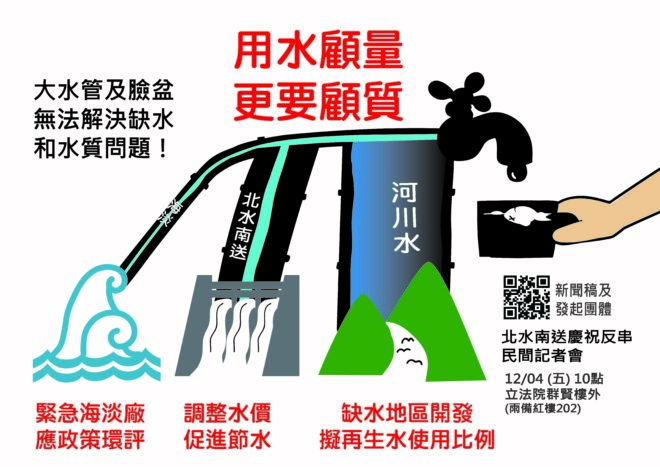 用水顧量
更要顧質
大水管及臉盆
無法解決缺水
和水質問題！
海淡
北水南送
河川水
新聞稿及
發起團體
北水南送慶祝反串
民間記者會
12/04 (五) 10點
立法院群賢樓外
(雨備紅樓202)
緊急海淡廠
應政策環評
調整水價
促進節水
缺水地區開發
擬再生水使用比例